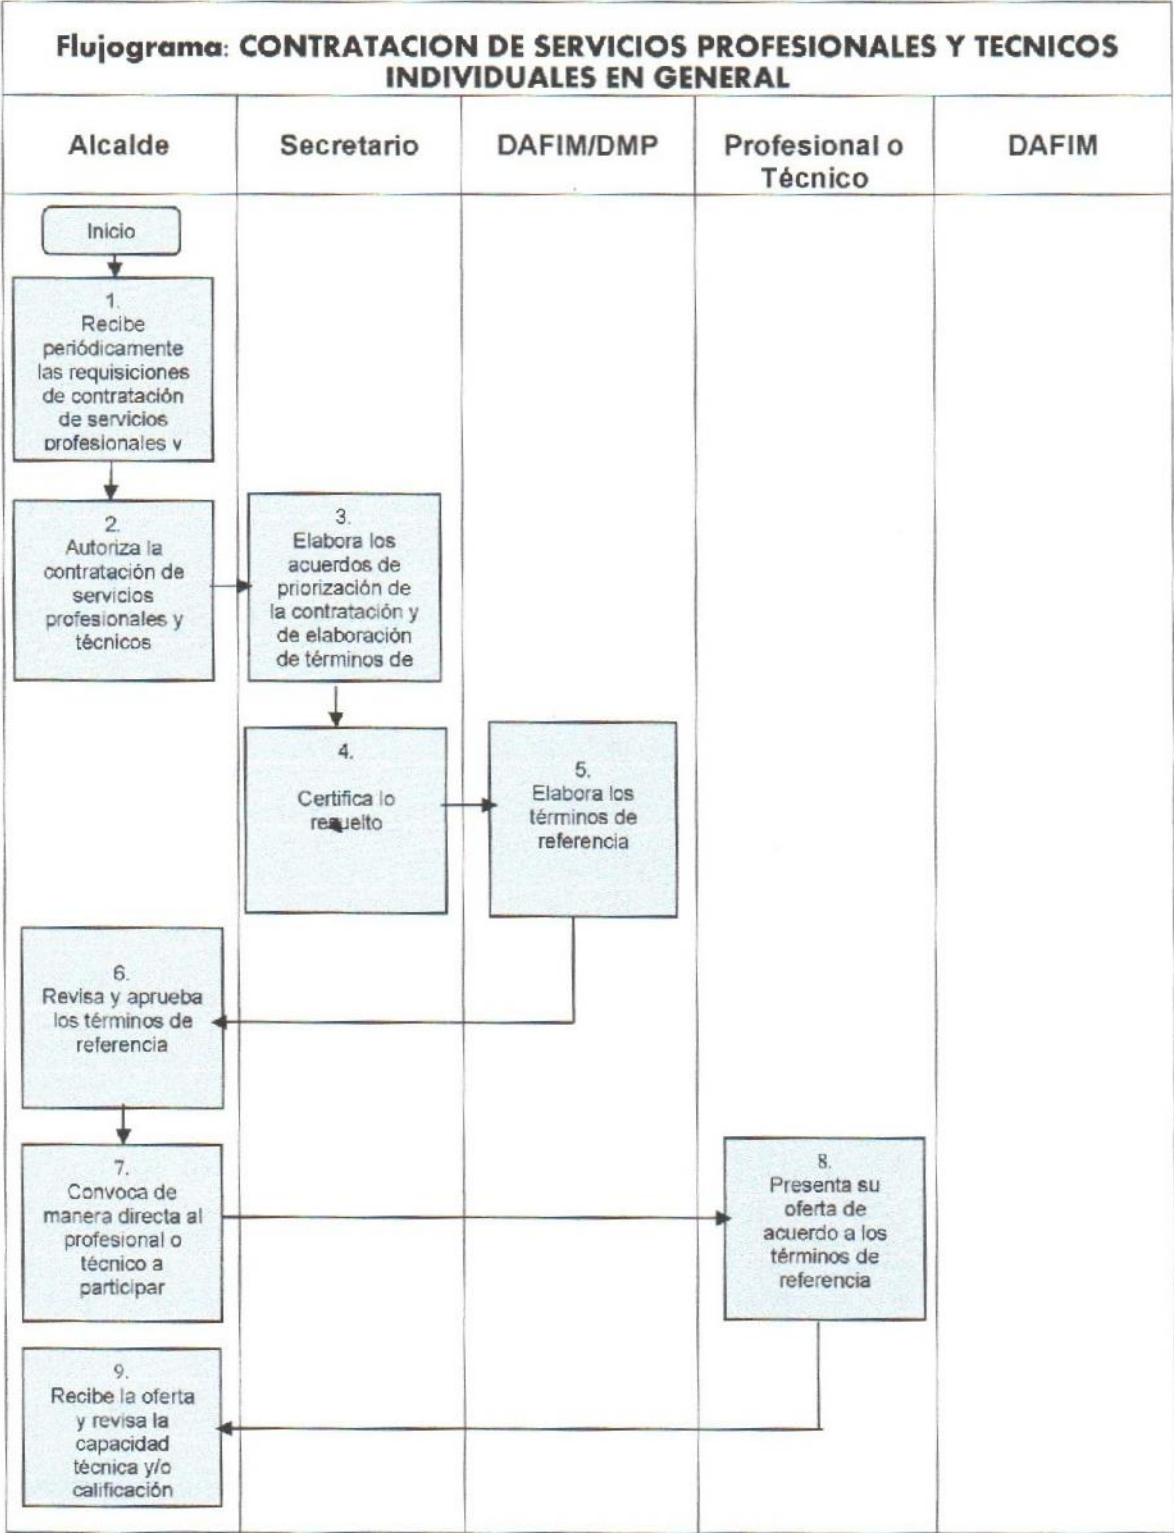 Flujograma: CONTRATACION DE SERVICIOS PROFESIONALES Y TECNICOS
INDIVIDUALES EN GENERAL
Alcalde
Secretario
DAFIM/DMP
Profesional o
Técnico
DAFIM
Inicio
1.
Recibe
periódicamente
las requisiciones
de contratación
de servicios
profesionales y
2.
Autoriza la
contratación de
servicios
profesionales y
técnicos
3.
Elabora los
acuerdos de
priorización de
la contratación y
de elaboración
de términos de
4.
Certifica lo
resuelto
5.
Elabora los
términos de
referencia
6.
Revisa y aprueba
los términos de
referencia
7.
Convoca de
manera directa al
profesional o
técnico a
participar
8.
Presenta su
oferta de
acuerdo a los
términos de
referencia
9.
Recibe la oferta
y revisa la
capacidad
técnica y/o
calificación